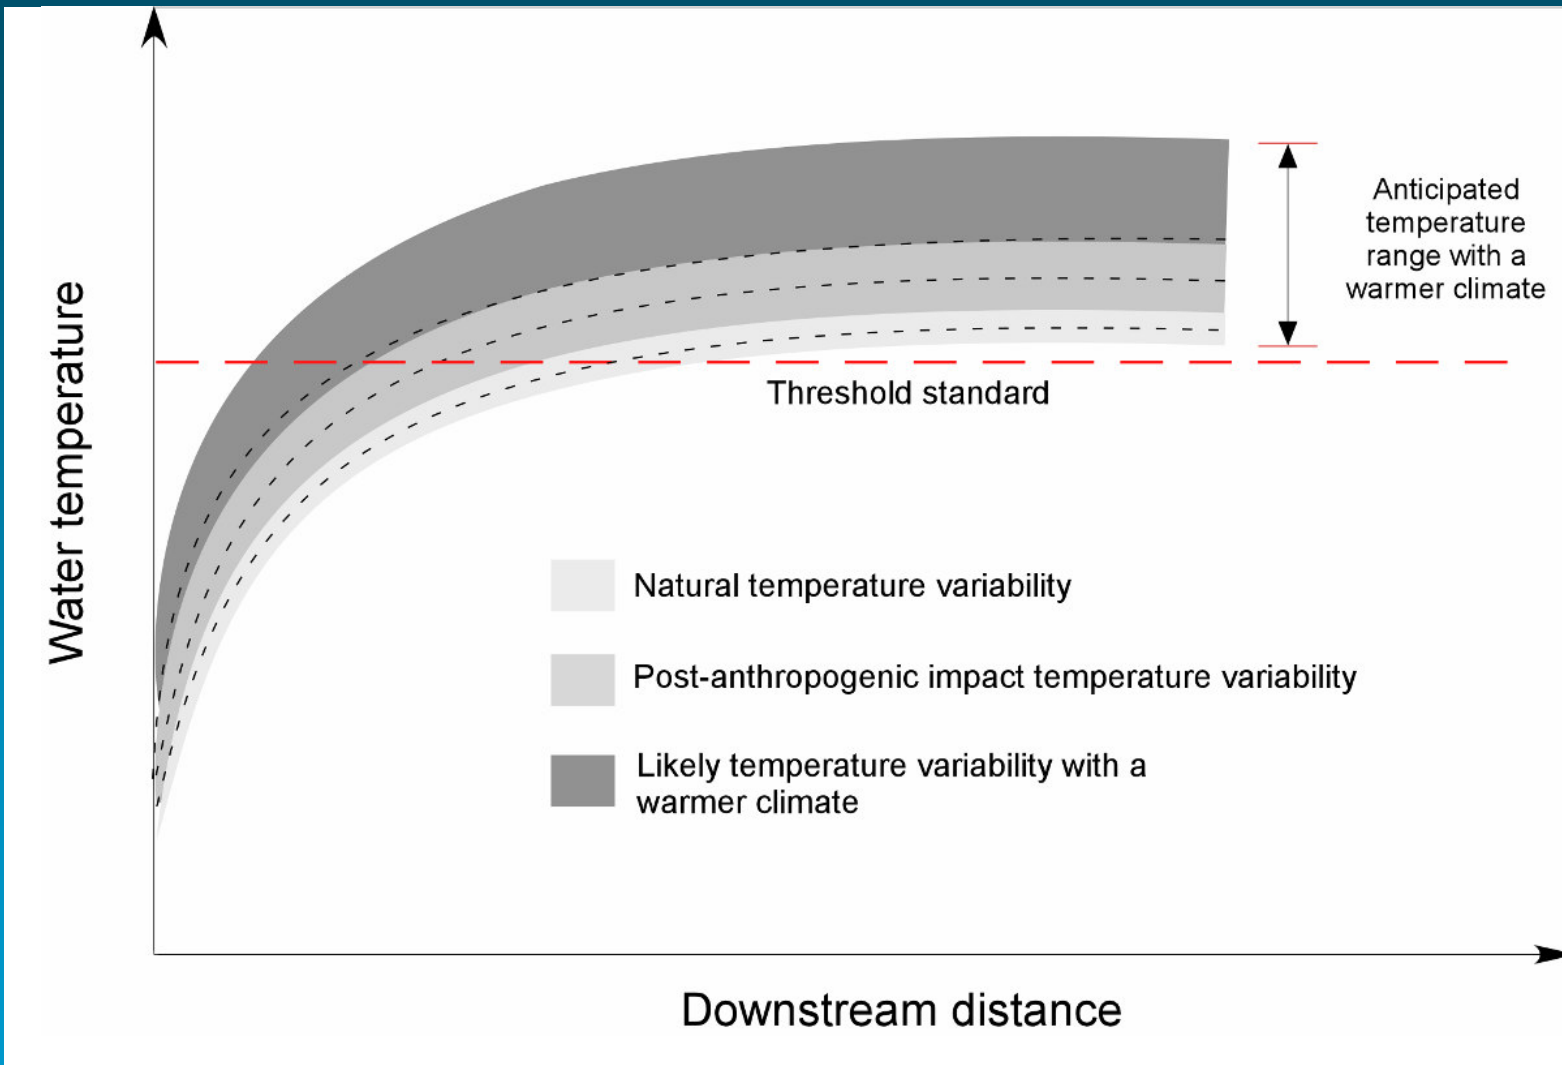 Anticipated
temperature
range with a
warmer climate
Water temperature
Threshold standard
Natural temperature variability
Post-anthropogenic impact temperature variability
Likely temperature variability with a
warmer climate
Downstream distance